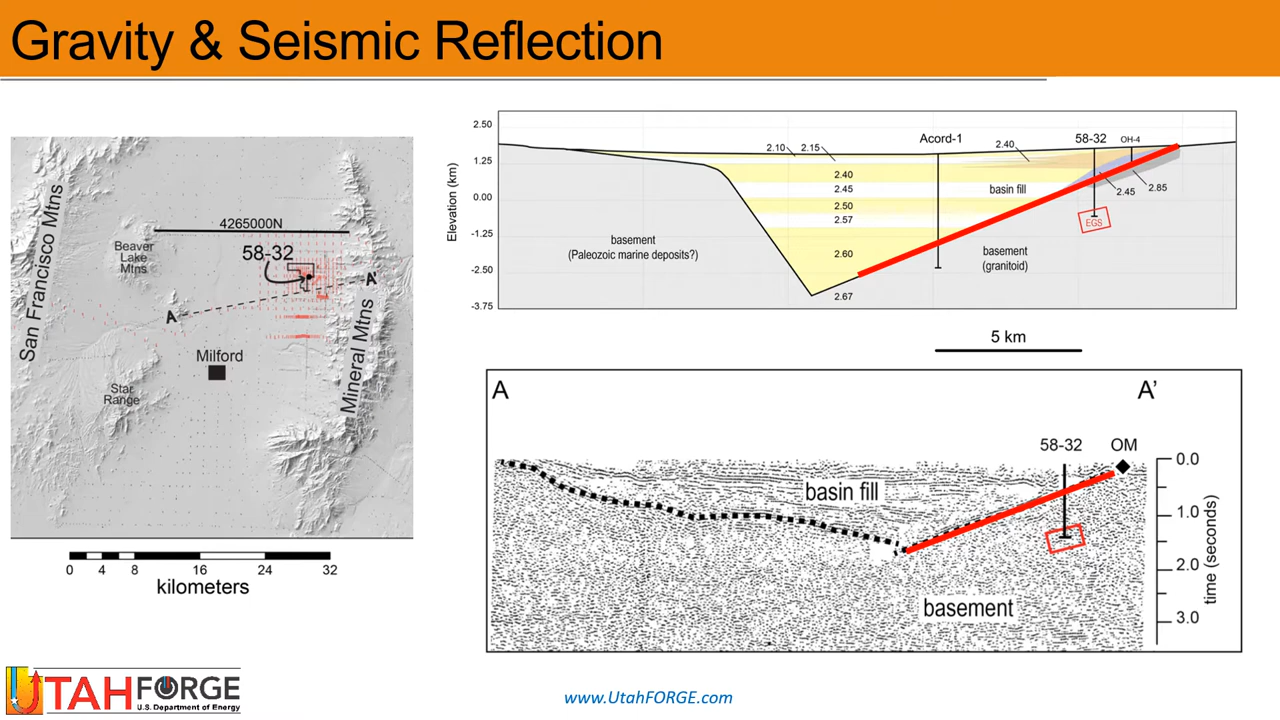 Gravity & Seismic Reflection
San Francisco Mtns
Beaver
Lake
Mtns
4265000N
58-32
A
A'
Milford
Star
Range
Mineral Mtns
0 4 8 16 24 32
kilometers
Elevation (km)
2.50
1.25
0.00
-1.25
-2.50
-3.75
2.10 2.15
Acord-1
2.40
58-32
OH-4
2.40
2.45
2.50
2.57
2.60
2.67
basin fill
2.45
2.85
EGS
basement
(Paleozoic marine deposits?)
basement
(granitoid)
5 km
A
A'
58-32
OM
basin fill
basement
0.0
1.0
2.0
3.0
time (seconds)
UTAH FORGE
U.S. Department of Energy
www.UtahFORGE.com